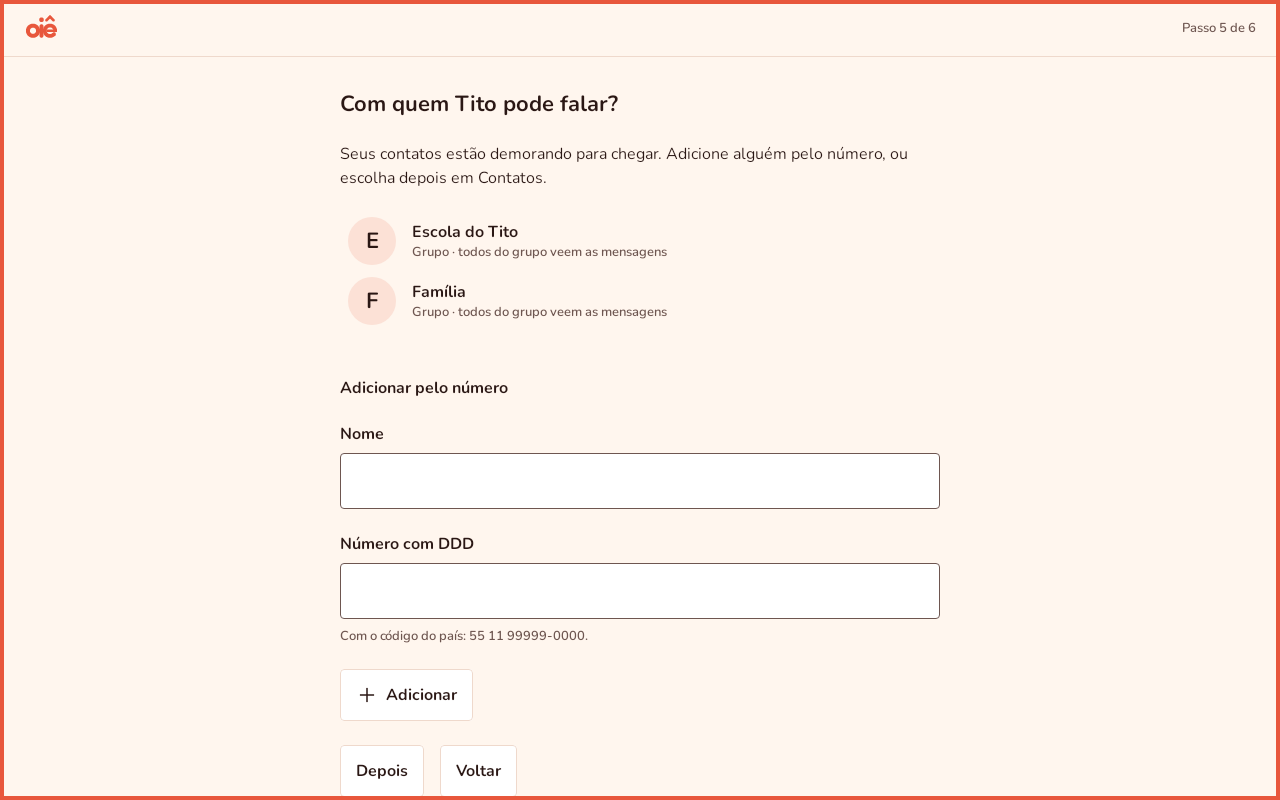 oiê
Passo 5 de 6
Com quem Tito pode falar?
Seus contatos estão demorando para chegar. Adicione alguém pelo número, ou
escolha depois em Contatos.
E
Escola do Tito
Grupo · todos do grupo veem as mensagens
F
Família
Grupo · todos do grupo veem as mensagens
Adicionar pelo número
Nome
Número com DDD
Com o código do país: 55 11 99999-0000.
Adicionar
Depois
Voltar